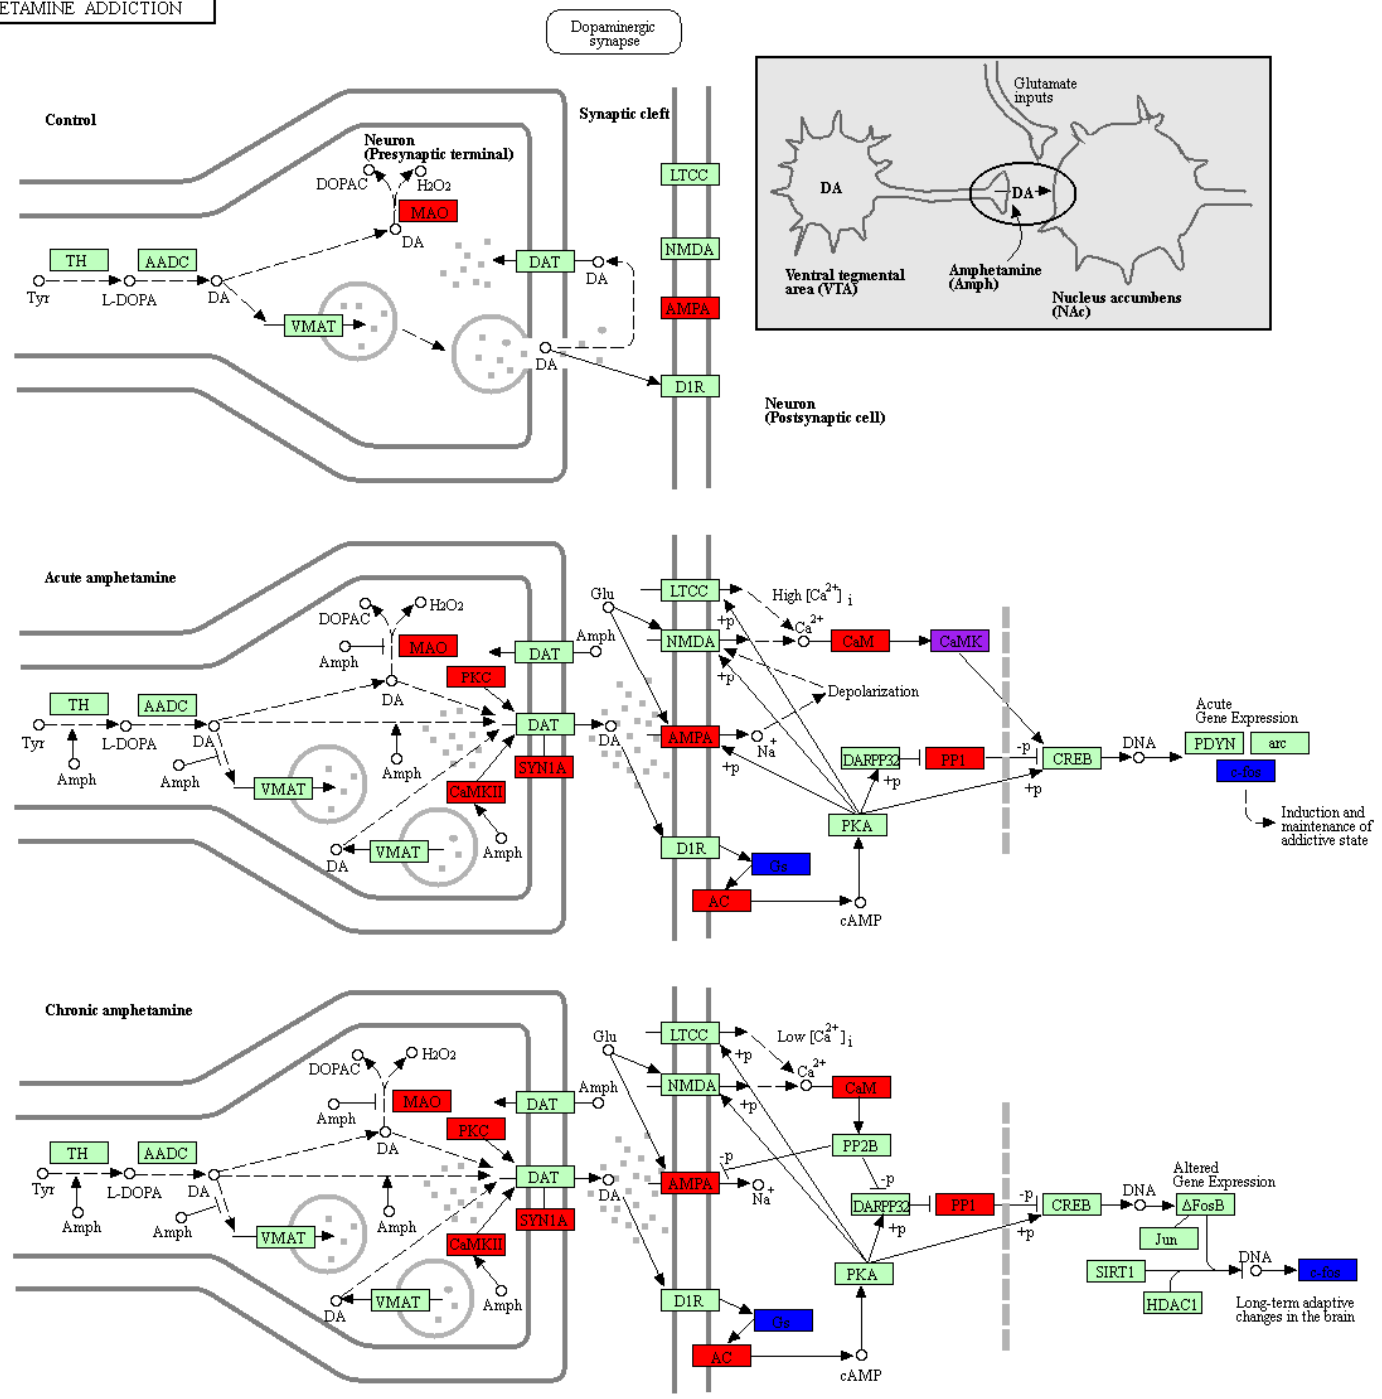 ETAMINE ADDICTION
Dopaminergic
synapse
Control
Synaptic cleft
Neuron
(Presynaptic terminal)
DOPAC
H2O2
MAO
DA
TH
AADC
Tyr
L-DOPA
DA
VMAT
DAT
DA
DA
LTCC
NMDA
AMPA
D1R
Glutamate
inputs
DA
DA
Ventral tegmental
area (VTA)
Amphetamine
(Amph)
Nucleus accumbens
(NAc)
Neuron
(Postsynaptic cell)
Acute amphetamine
DOPAC
H2O2
Amph
MAO
PKC
DA
DAT
Amph
TH
AADC
Tyr
L-DOPA
DA
Amph
Amph
Amph
VMAT
DAT
DA
SYN1A
CaMKII
Amph
DA
VMAT
Glu
LTCC
High [Ca2+]i
+p
NMDA
Ca2+
CaM
CaMK
+p
Depolarization
AMPA
Na+
+p
DARPP32
+p
PP1
-p
+p
CREB
DNA
Acute
Gene Expression
PDYN
arc
c-fos
Induction and
maintenance of
addictive state
PKA
D1R
Gs
AC
cAMP
Chronic amphetamine
DOPAC
H2O2
Amph
MAO
PKC
DA
DAT
Amph
TH
AADC
Tyr
L-DOPA
DA
Amph
Amph
Amph
VMAT
DAT
DA
SYN1A
CaMKII
Amph
DA
VMAT
Glu
LTCC
Low [Ca2+]i
+p
NMDA
Ca2+
CaM
+p
PP2B
-p
AMPA
Na+
-p
DARPP32
+p
PP1
-p
+p
CREB
DNA
Altered
Gene Expression
ΔFosB
Jun
SIRT1
HDAC1
DNA
c-fos
Long-term adaptive
changes in the brain
PKA
D1R
Gs
AC
cAMP